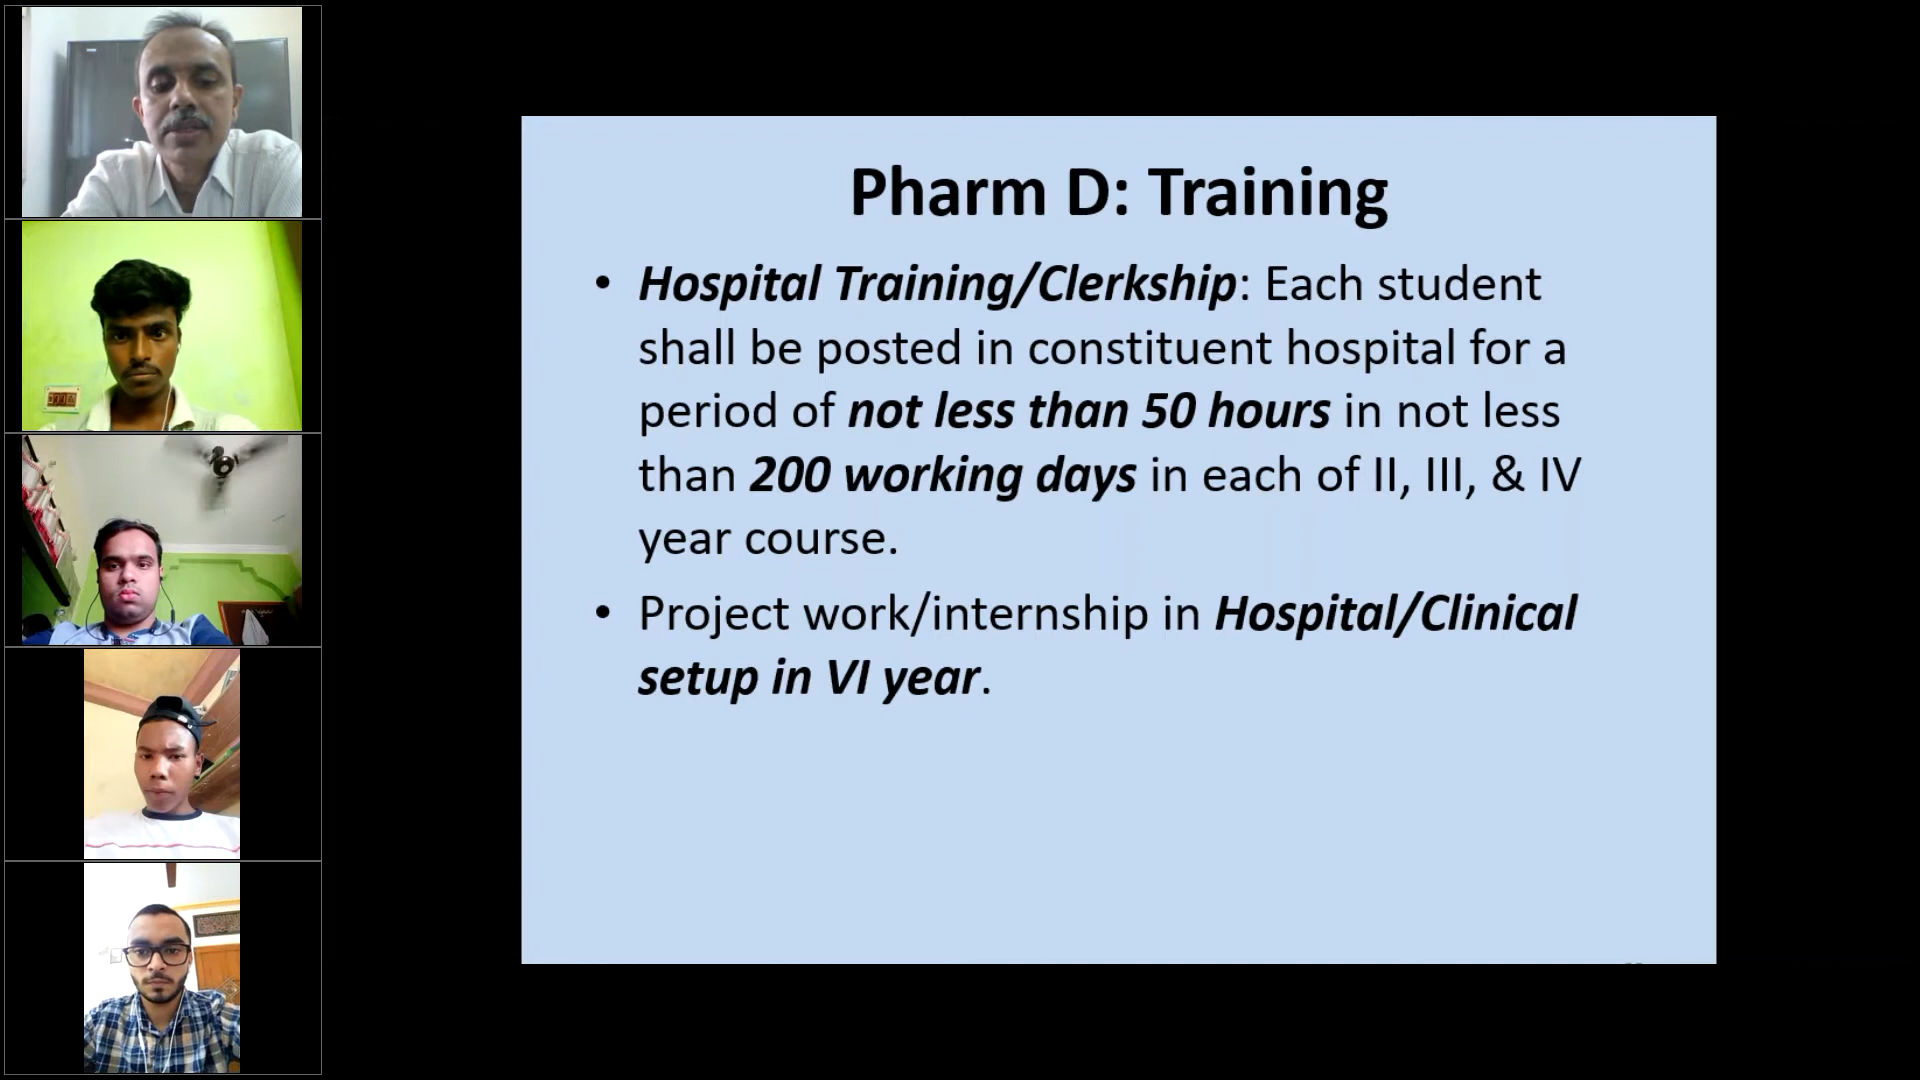 Pharm D: Training
• Hospital Training/Clerkship: Each student
shall be posted in constituent hospital for a
period of not less than 50 hours in not less
than 200 working days in each of II, III, & IV
year course.
• Project work/internship in Hospital/Clinical
setup in VI year.